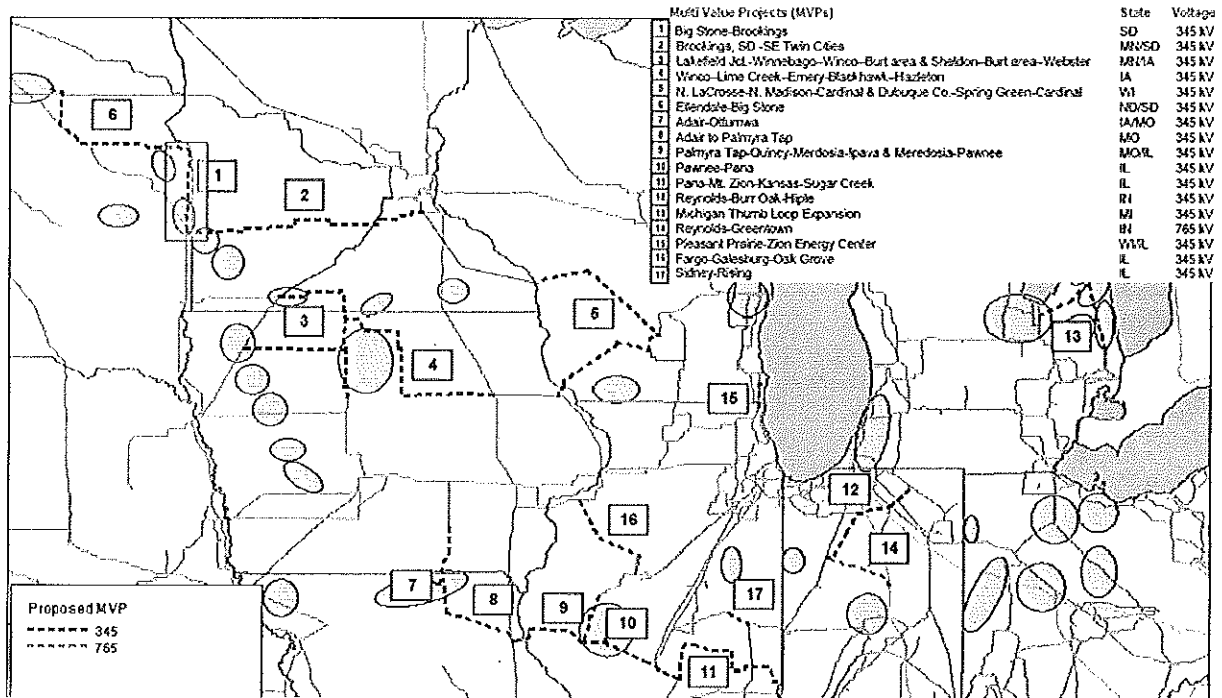 Multi Value Projects (MVPs) State Voltage
1 Big Stone-Brookings SD 345 kV
2 Brookings, SD -SE Twin Cities MN/SD 345 kV
3 Lakefield Jct.-Winnebago-Winco-Burt area & Sheldon-Burt area-Webster MN/IA 345 kV
4 Winco-Lime Creek-Emery-Blackhawk-Hazleton IA 345 kV
5 N. LaCrosse-N. Madison-Cardinal & Dubuque Co.-Spring Green-Cardinal WI 345 kV
6 Ellendale-Big Stone ND/SD 345 kV
7 Adair-Ottumwa IA/MO 345 kV
8 Adair to Palmyra Tap MO 345 kV
9 Palmyra Tap-Quincy-Merdosia-Ipava & Meredosia-Pawnee MO/IL 345 kV
10 Pawnee-Pana IL 345 kV
11 Pana-Mt. Zion-Kansas-Sugar Creek IL 345 kV
12 Reynolds-Burr Oak-Hiple IN 345 kV
13 Michigan Thumb Loop Expansion MI 345 kV
14 Reynolds-Greentown IN 765 kV
15 Pleasant Prairie-Zion Energy Center WI/IL 345 kV
16 Fargo-Galesburg-Oak Grove IL 345 kV
17 Sidney-Rising IL 345 kV
6
1
2
3
5
13
4
15
12
16
14
7
8
9
10
17
11
Proposed MVP
345
765